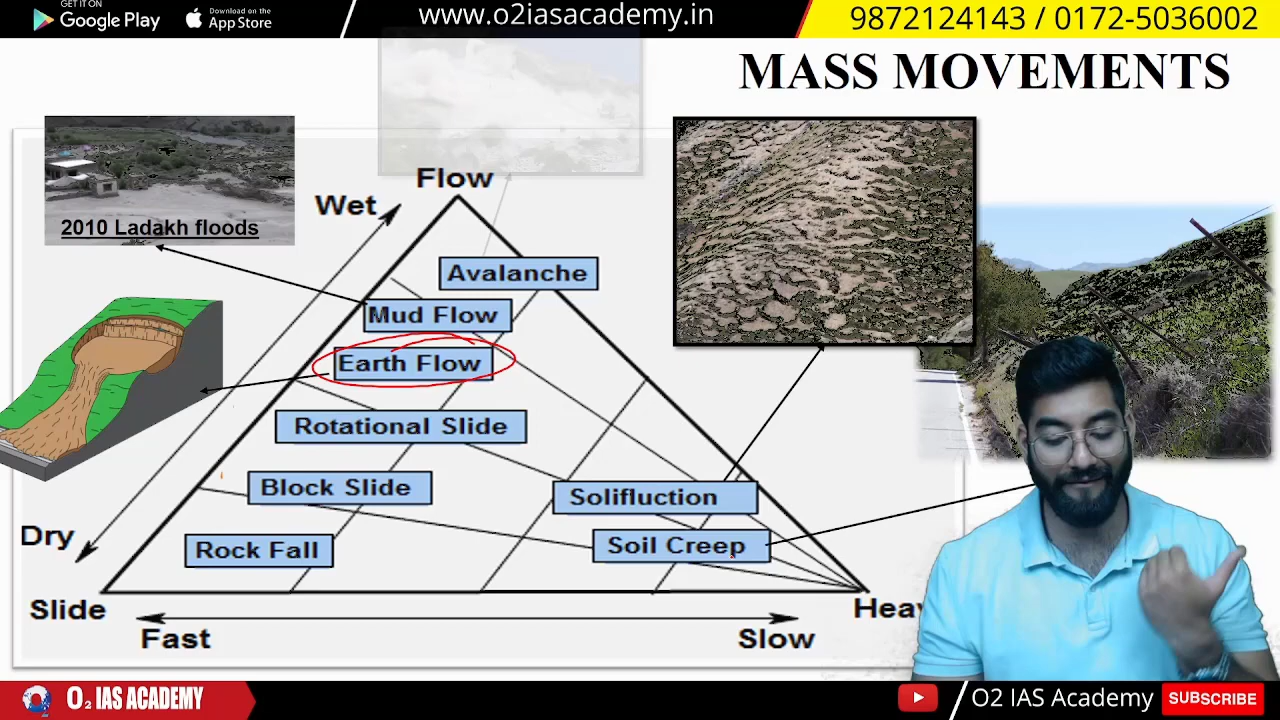 GET IT ON
Google Play
Download on the
App Store
www.o2iasacademy.in
9872124143 / 0172-5036002
MASS MOVEMENTS
2010 Ladakh floods
Flow
Wet
Avalanche
Mud Flow
Earth Flow
Rotational Slide
Block Slide
Solifluction
Dry
Rock Fall
Soil Creep
Slide
Heav
Fast
Slow
O2 IAS ACADEMY
O2 IAS Academy
SUBSCRIBE